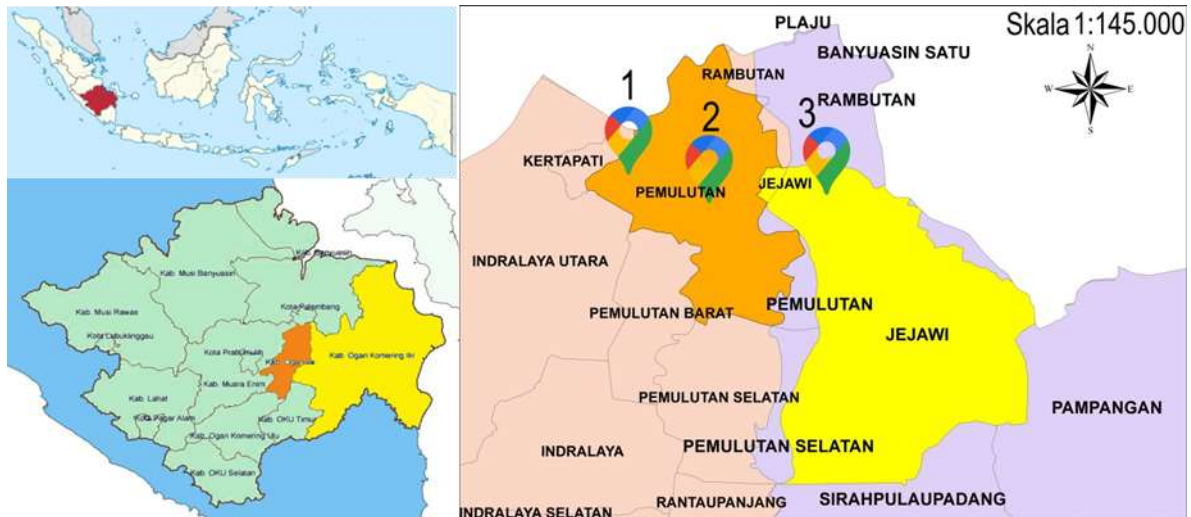 Kab. Banyuasin
Kab. Musi Banyuasin
Kab. Musi Rawas
Kota Palembang
Kota Lubuklinggau
Kota Prabumulih
Kab. Ogan Komering Ilir
Kab. Muara Enim
Kab. Lahat
Kota Pagar Alam
Kab. OKU Timur
Kab. Ogan Komering Ulu
Kab. OKU Selatan
PLAJU
Skala 1:145.000
BANYUASIN SATU
N
W E
S
RAMBUTAN
RAMBUTAN
1
2
3
KERTAPATI
PEMULUTAN
JEJAWI
INDRALAYA UTARA
PEMULUTAN BARAT
PEMULUTAN
JEJAWI
PEMULUTAN SELATAN
PAMPANGAN
INDRALAYA
PEMULUTAN SELATAN
RANTAUPANJANG
SIRAHPULAUPADANG
INDRALAYA SELATAN